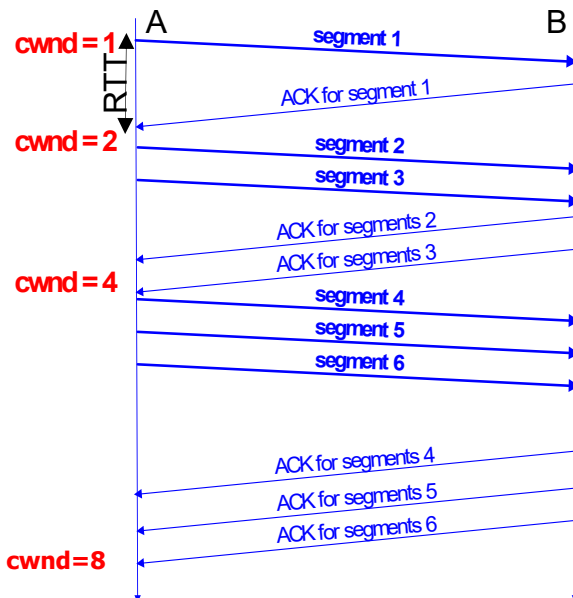 A
B
cwnd = 1
segment 1
RTT
ACK for segment 1
cwnd = 2
segment 2
segment 3
ACK for segments 2
ACK for segments 3
cwnd = 4
segment 4
segment 5
segment 6
ACK for segments 4
ACK for segments 5
ACK for segments 6
cwnd=8